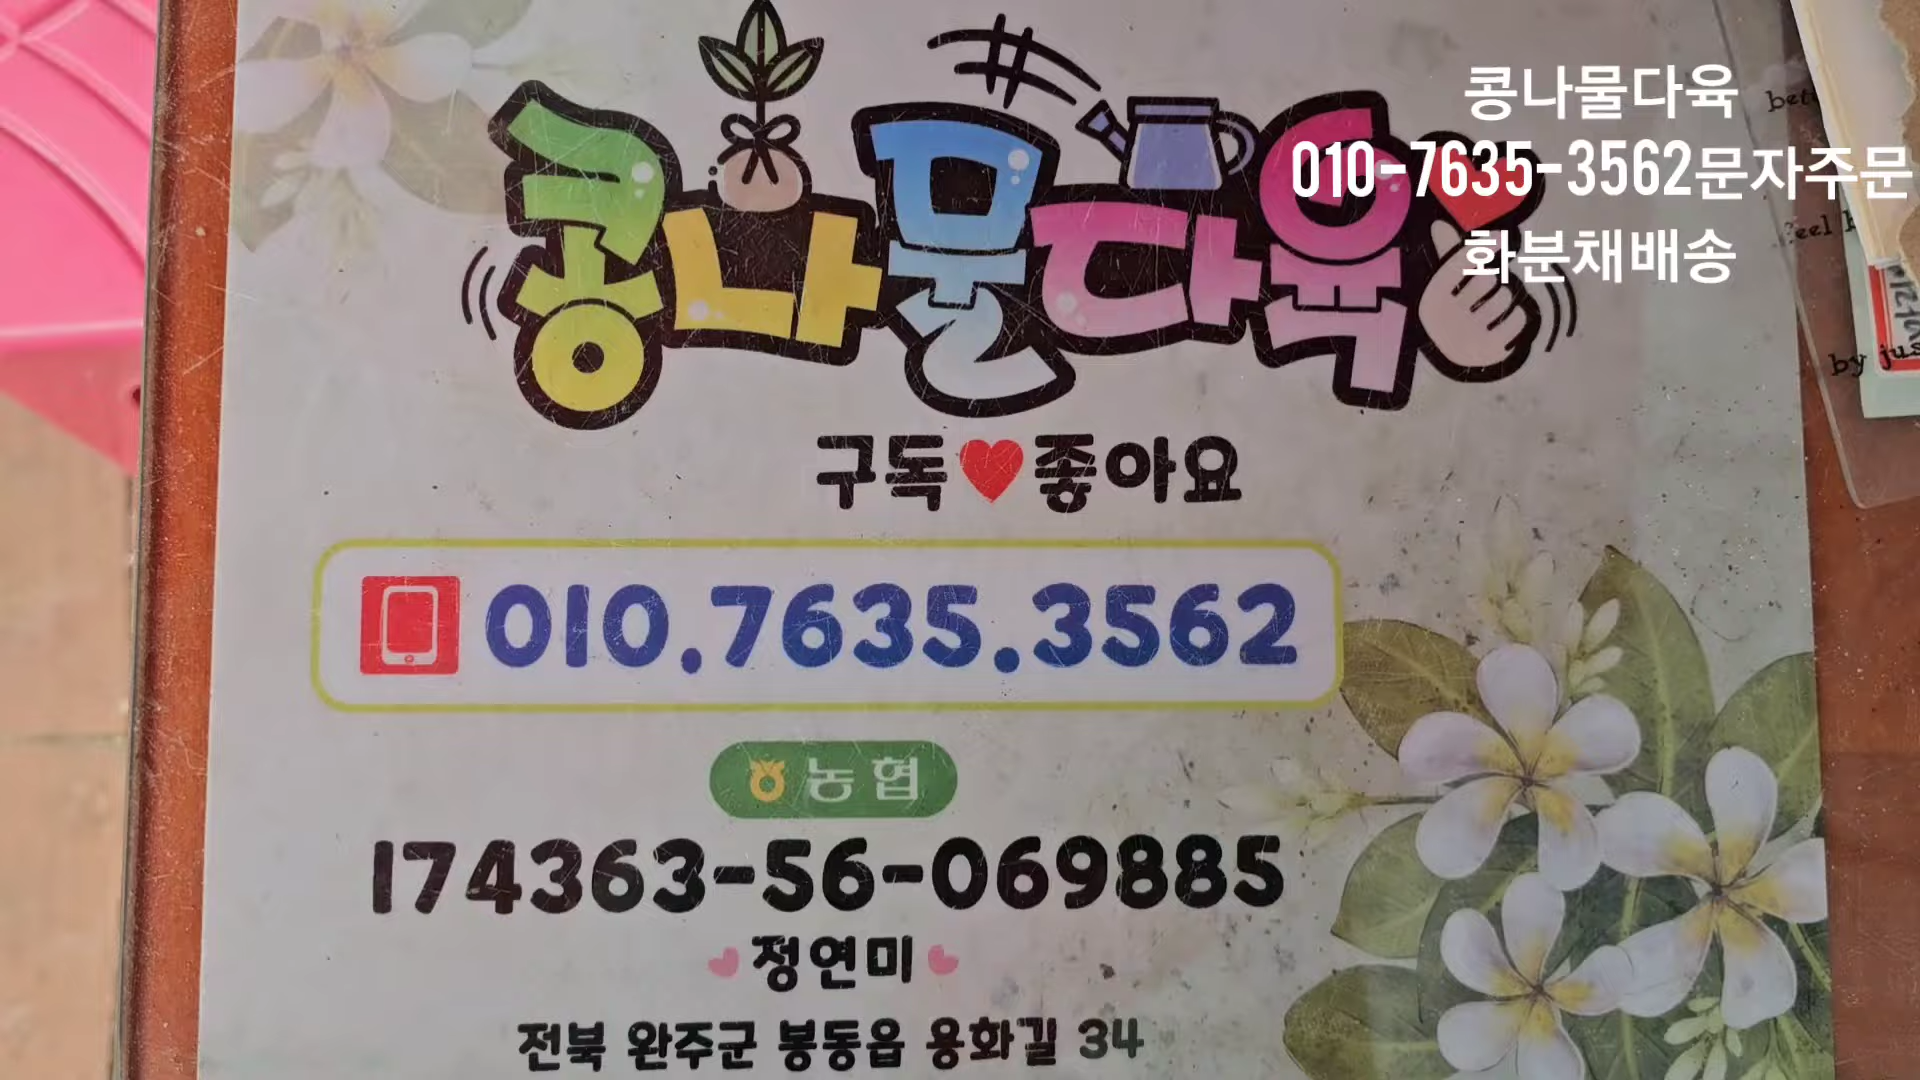 콩나물다육
010-7635-3562문자주문
화분채배송
콩나물다육
구독♥좋아요
010.7635.3562
농협
174363-56-069885
정연미
전북 완주군 봉동읍 용화길 34
by jus